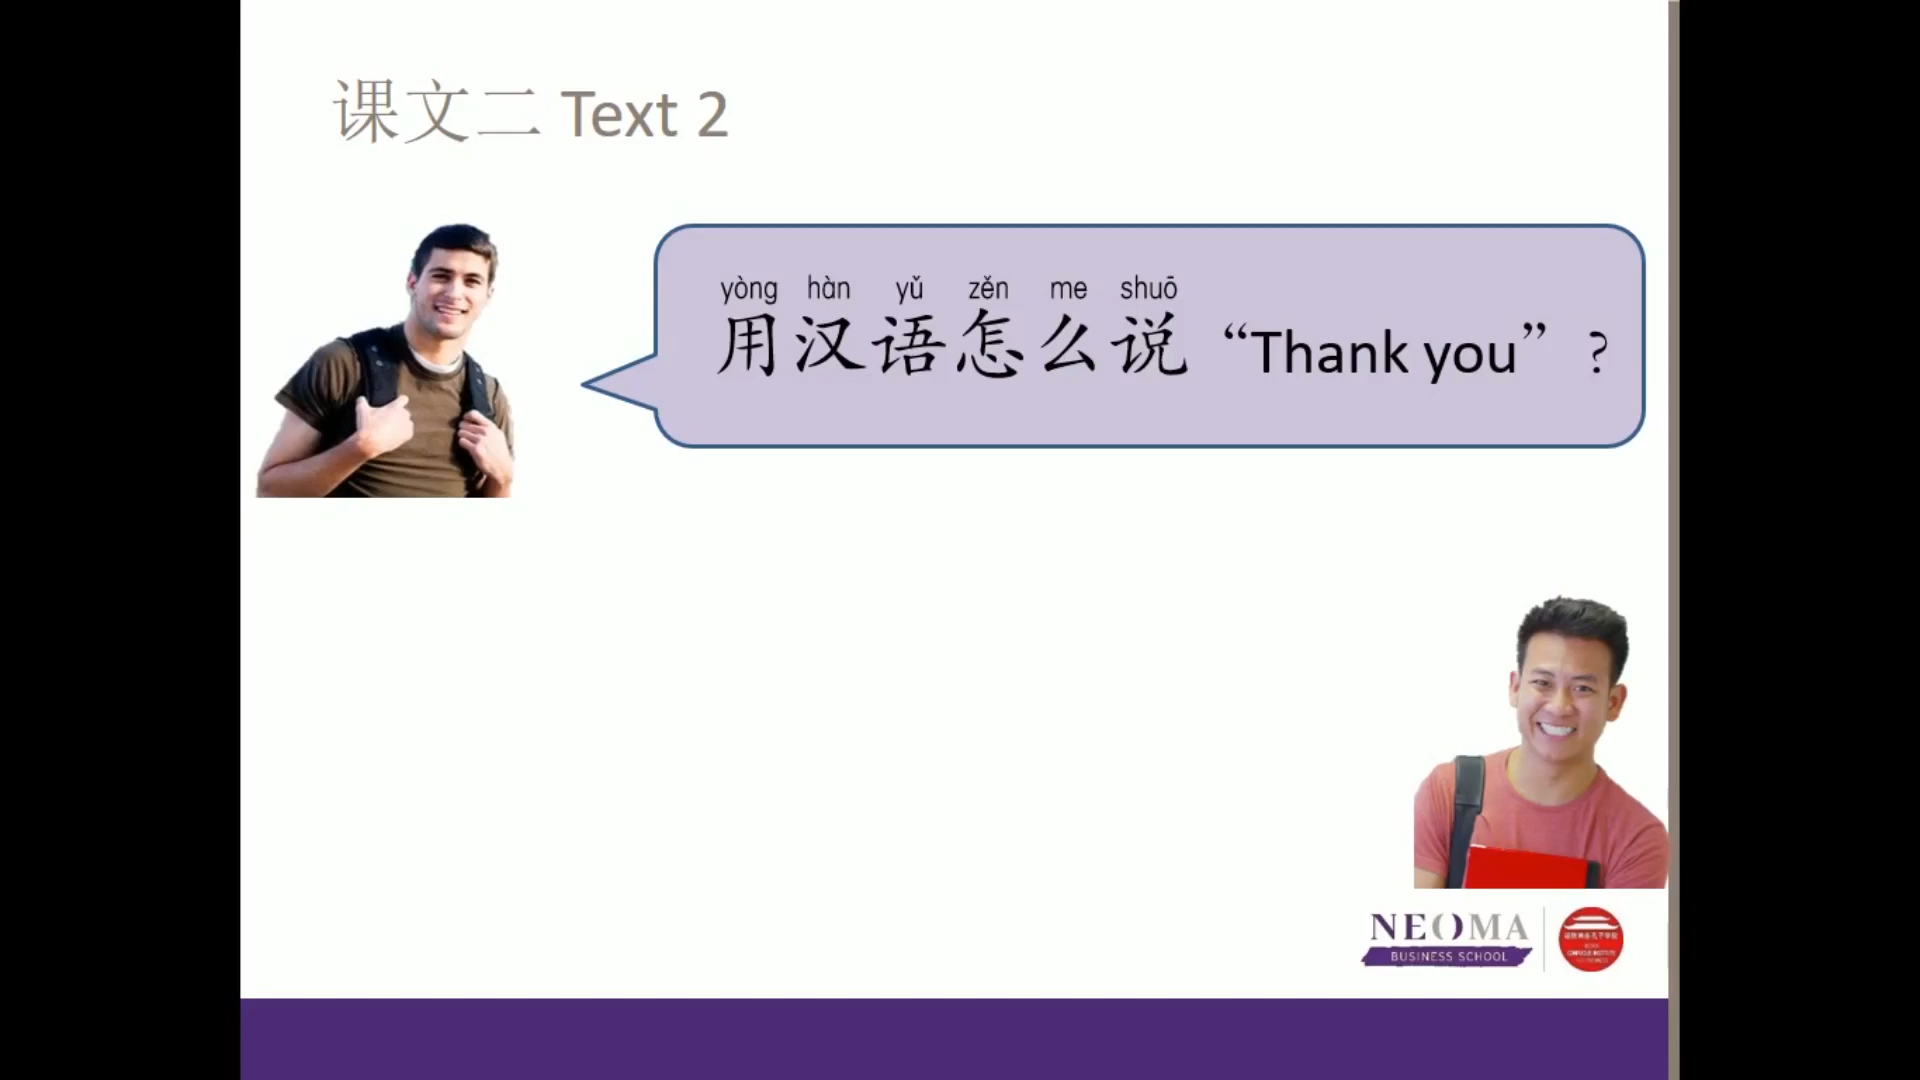 课文二 Text 2
yòng hàn yǔ zěn me shuō
用汉语怎么说“Thank you”?
NEOMA
BUSINESS SCHOOL